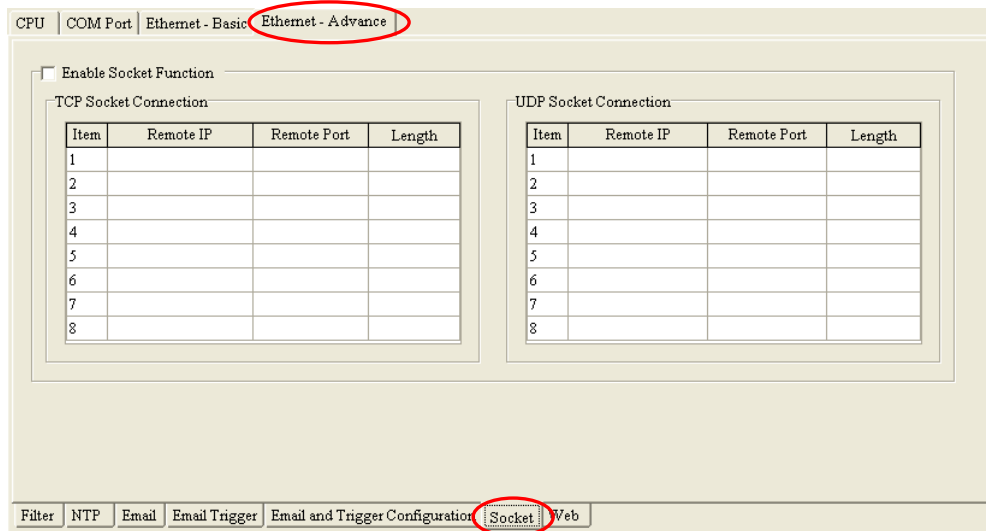 CPU COM Port Ethernet - Basic Ethernet - Advance
Enable Socket Function
TCP Socket Connection UDP Socket Connection
Item Remote IP Remote Port Length Item Remote IP Remote Port Length
1 1
2 2
3 3
4 4
5 5
6 6
7 7
8 8
Filter NTP Email Email Trigger Email and Trigger Configuration Socket Web